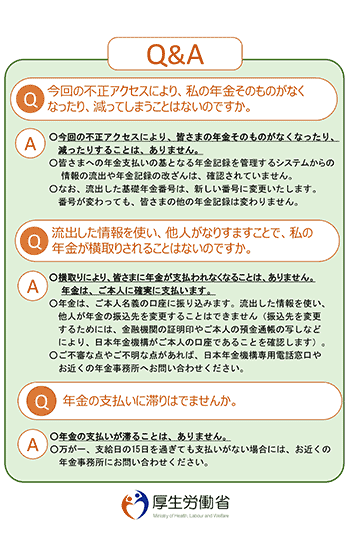 Q&A
Q
今回の不正アクセスにより、私の年金そのものがなく
なったり、減ってしまうことはないのですか。
A
○今回の不正アクセスにより、皆さまの年金そのものがなくなったり、
減ったりすることは、ありません。
○皆さまへの年金支払いの基となる年金記録を管理するシステムからの
情報の流出や年金記録の改ざんは、確認されていません。
○なお、流出した基礎年金番号は、新しい番号に変更いたします。
番号が変わっても、皆さまの他の年金記録は変わりません。
Q
流出した情報を使い、他人がなりすますことで、私の
年金が横取りされることはないのですか。
A
○横取りにより、皆さまに年金が支払われなくなることは、ありません。
年金は、ご本人に確実に支払います。
○年金は、ご本人名義の口座に振り込みます。流出した情報を使い、
他人が年金の振込先を変更することはできません（振込先を変更
するためには、金融機関の証明印やご本人の預金通帳の写しなど
により、日本年金機構がご本人の口座であることを確認します）。
○ご不審な点やご不明な点があれば、日本年金機構専用電話窓口や
お近くの年金事務所へお問い合わせください。
Q
年金の支払いに滞りはでませんか。
A
○年金の支払いが滞ることは、ありません。
○万が一、支給日の15日を過ぎても支払いがない場合には、お近くの
年金事務所にお問い合わせください。
厚生労働省
Ministry of Health, Labour and Welfare